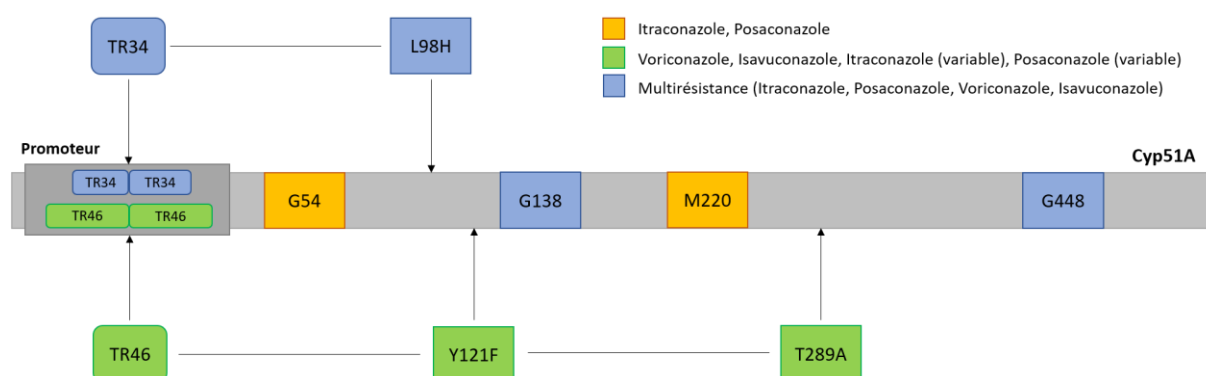 TR34
L98H
Itraconazole, Posaconazole
Voriconazole, Isavuconazole, Itraconazole (variable), Posaconazole (variable)
Multirésistance (Itraconazole, Posaconazole, Voriconazole, Isavuconazole)
Promoteur
Cyp51A
TR34 TR34
TR46 TR46
G54
G138
M220
G448
TR46
Y121F
T289A